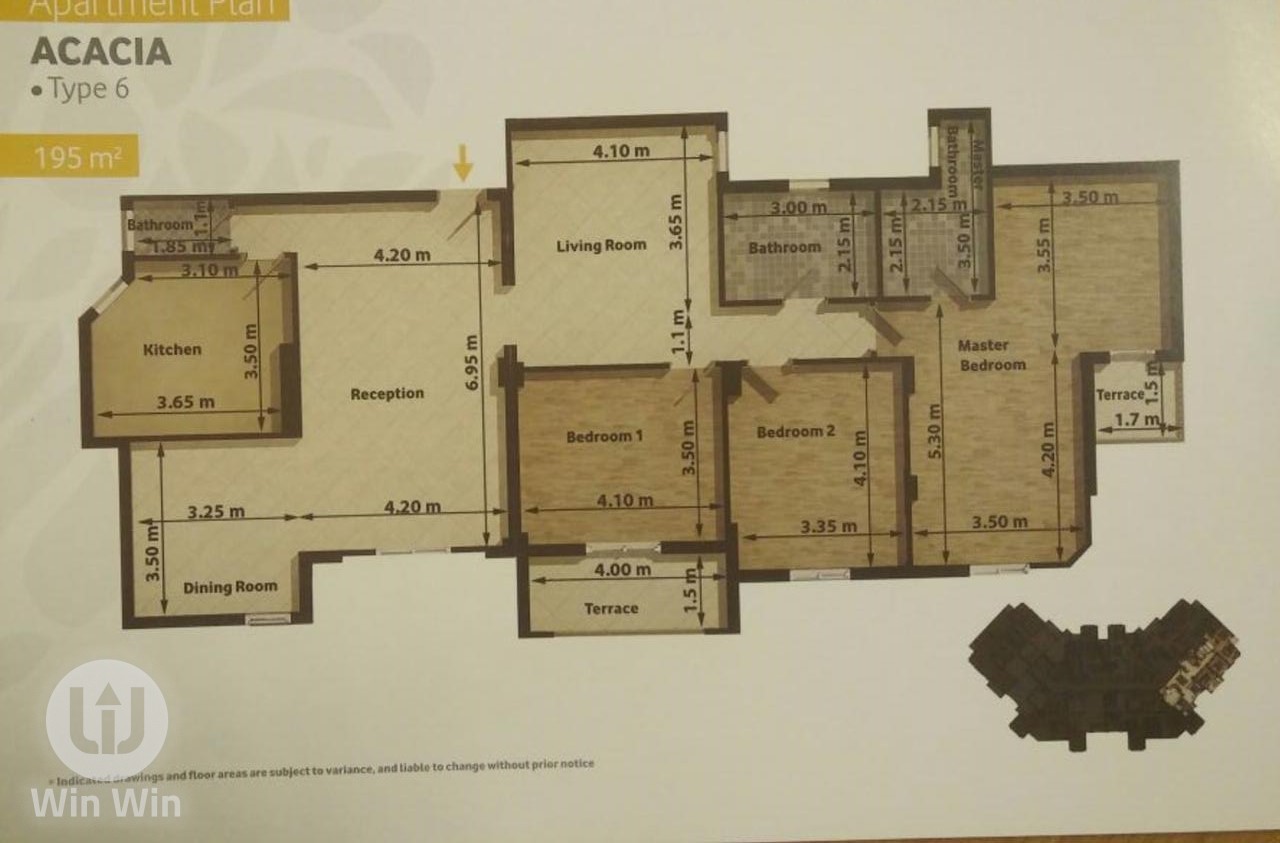 Apartment Plan
ACACIA
• Type 6
195 m²
4.10 m
3.65 m
Living Room
Bathroom
1.1 m
1.85 m
3.10 m
4.20 m
3.00 m
Bathroom
2.15 m
Master
Bathroom
2.15 m
2.15 m
3.50 m
3.50 m
3.55 m
Kitchen
3.50 m
3.65 m
Reception
6.95 m
1.1 m
Master
Bedroom
5.30 m
4.20 m
3.50 m
Terrace
1.5 m
1.7 m
Bedroom 1
3.50 m
4.10 m
Bedroom 2
4.10 m
3.35 m
3.25 m
4.20 m
3.50 m
Dining Room
4.00 m
Terrace
1.5 m
* Indicated drawings and floor areas are subject to variance, and liable to change without prior notice
Win Win